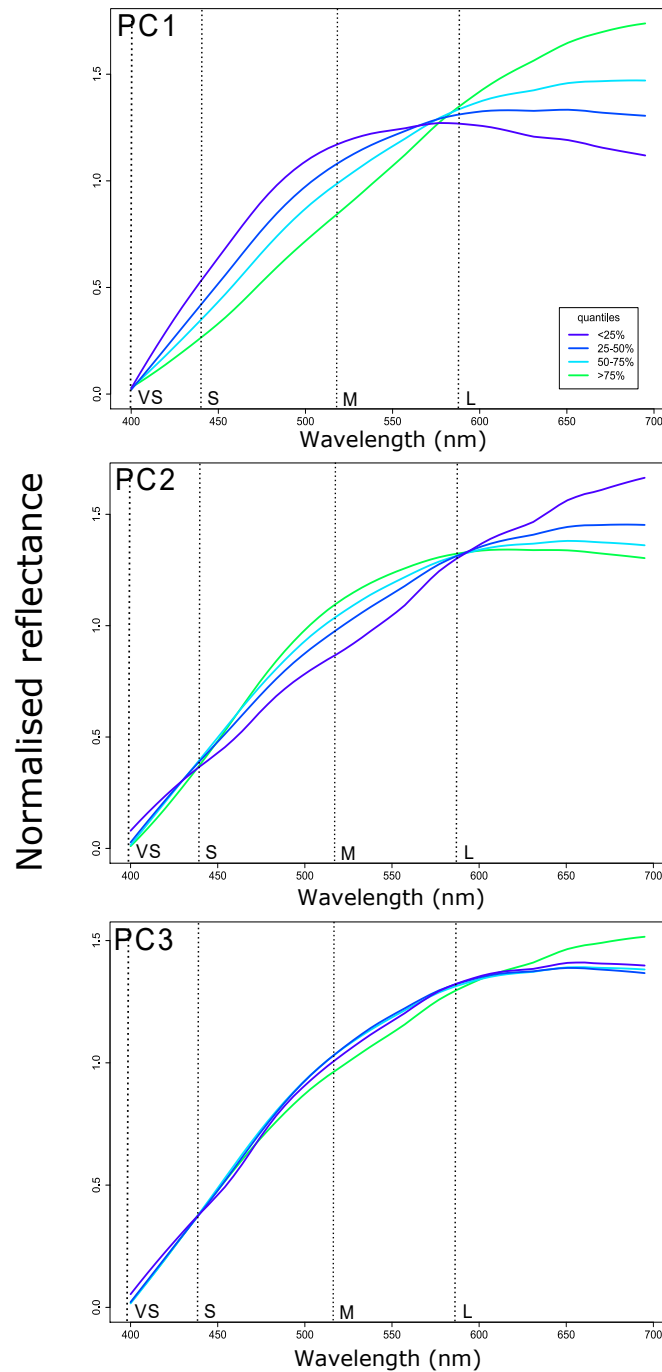 PC1
1.5
1.0
0.5
0.0
quantiles
<25%
25-50%
50-75%
>75%
VS S M L
400 450 500 550 600 650 700
Wavelength (nm)
Normalised reflectance
PC2
1.5
1.0
0.5
0.0
VS S M L
400 450 500 550 600 650 700
Wavelength (nm)
PC3
1.5
1.0
0.5
0.0
VS S M L
400 450 500 550 600 650 700
Wavelength (nm)